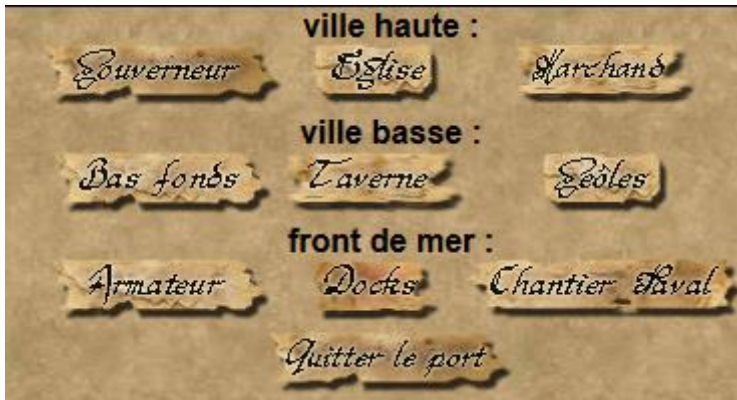 ville haute :
Gouverneur Eglise Marchand
ville basse :
Bas fonds Taverne Geôles
front de mer :
Armateur Docks Chantier Naval
Quitter le port